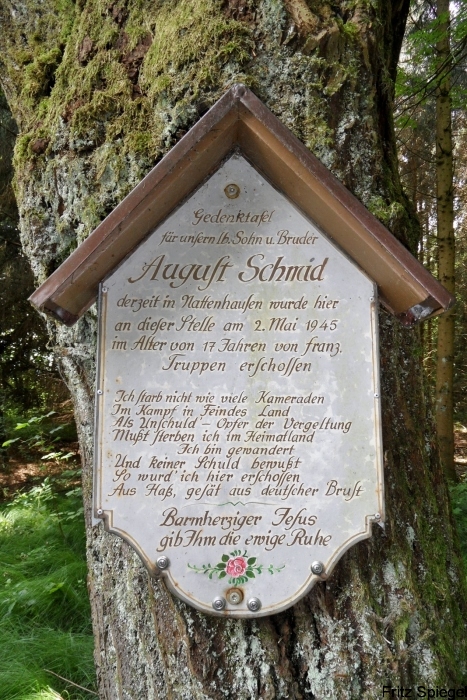 Gedenktafel
für unsern lb. Sohn u. Bruder
August Schmid
derzeit in Nattenhausen wurde hier
an dieser Stelle am 2. Mai 1945
im Alter von 17 Jahren von franz.
Truppen erschossen
Ich starb nicht wie viele Kameraden
Im Kampf in Feindes Land
Als Unschuld'-Opfer der Vergeltung
Mußt sterben ich im Heimatland
Ich bin gewandert
Und keiner Schuld bewußt
So wurd' ich hier erschossen
Aus Haß, gesät aus deutscher Brust
Barmherziger Jesus
gib Ihm die ewige Ruhe
Fritz Spiegel